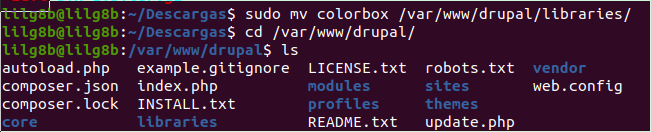 lilg8b@lilg8b:~/Descargas$ sudo mv colorbox /var/www/drupal/libraries/
lilg8b@lilg8b:~/Descargas$ cd /var/www/drupal/
lilg8b@lilg8b:/var/www/drupal$ ls
autoload.php   example.gitignore  LICENSE.txt  robots.txt  vendor
composer.json  index.php          modules      sites       web.config
composer.lock  INSTALL.txt        profiles     themes
core           libraries          README.txt   update.php